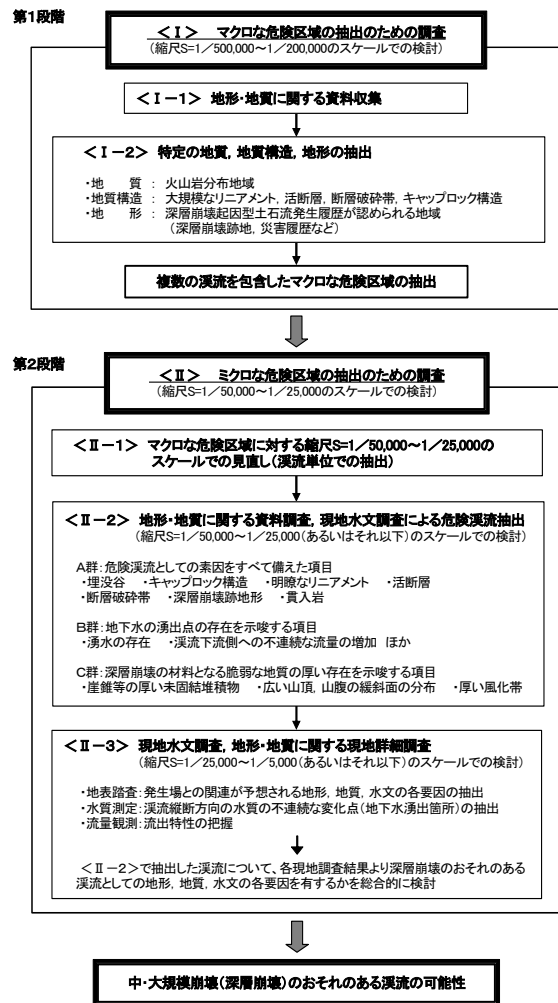 第1段階
＜Ⅰ＞ マクロな危険区域の抽出のための調査
(縮尺S=1／500,000～1／200,000のスケールでの検討)
＜Ⅰ－1＞ 地形・地質に関する資料収集
＜Ⅰ－2＞ 特定の地質，地質構造，地形の抽出
・地　　質 ： 火山岩分布地域
・地質構造 ： 大規模なリニアメント，活断層，断層破砕帯，キャップロック構造
・地　　形 ： 深層崩壊起因型土石流発生履歴が認められる地域
(深層崩壊跡地，災害履歴など)
複数の渓流を包含したマクロな危険区域の抽出
第2段階
＜Ⅱ＞ ミクロな危険区域の抽出のための調査
(縮尺S=1／50,000～1／25,000のスケールでの検討)
＜Ⅱ－1＞ マクロな危険区域に対する縮尺S=1／50,000～1／25,000の
スケールでの見直し(渓流単位での抽出)
＜Ⅱ－2＞ 地形・地質に関する資料調査，現地水文調査による危険渓流抽出
(縮尺S=1／50,000～1／25,000(あるいはそれ以下)のスケールでの検討)
A群：危険渓流としての素因をすべて備えた項目
・埋没谷　・キャップロック構造　・明瞭なリニアメント　・活断層
・断層破砕帯　・深層崩壊跡地形　・貫入岩
B群：地下水の湧出点の存在を示唆する項目
・湧水の存在　・渓流下流側への不連続な流量の増加 ほか
C群：深層崩壊の材料となる脆弱な地質の厚い存在を示唆する項目
・崖錐等の厚い未固結堆積物　・広い山頂，山腹の緩斜面の分布　・厚い風化帯
＜Ⅱ－3＞ 現地水文調査，地形・地質に関する現地詳細調査
(縮尺S=1／25,000～1／5,000(あるいはそれ以下)のスケールでの検討)
・地表踏査：発生場との関連が予想される地形，地質，水文の各要因の抽出
・水質測定：渓流縦断方向の水質の不連続な変化点(地下水湧出箇所)の抽出
・流量観測：流出特性の把握
＜Ⅱ－2＞で抽出した渓流について、各現地調査結果より深層崩壊のおそれのある
渓流としての地形，地質，水文の各要因を有するかを総合的に検討
中・大規模崩壊(深層崩壊)のおそれのある渓流の可能性